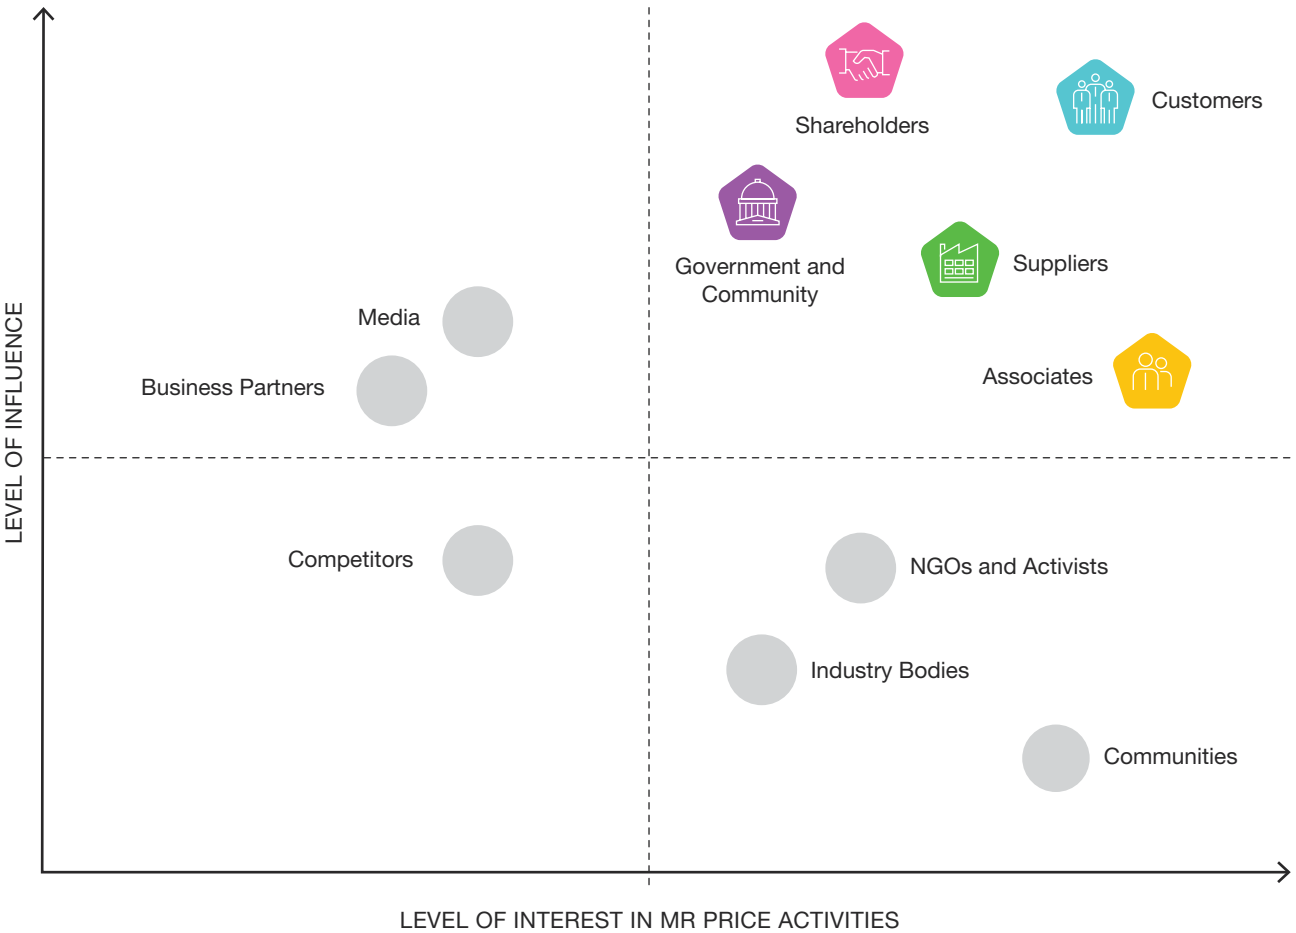 Shareholders
Customers
Government and
Community
Suppliers
Media
Associates
Business Partners
LEVEL OF INFLUENCE
Competitors
NGOs and Activists
Industry Bodies
Communities
LEVEL OF INTEREST IN MR PRICE ACTIVITIES